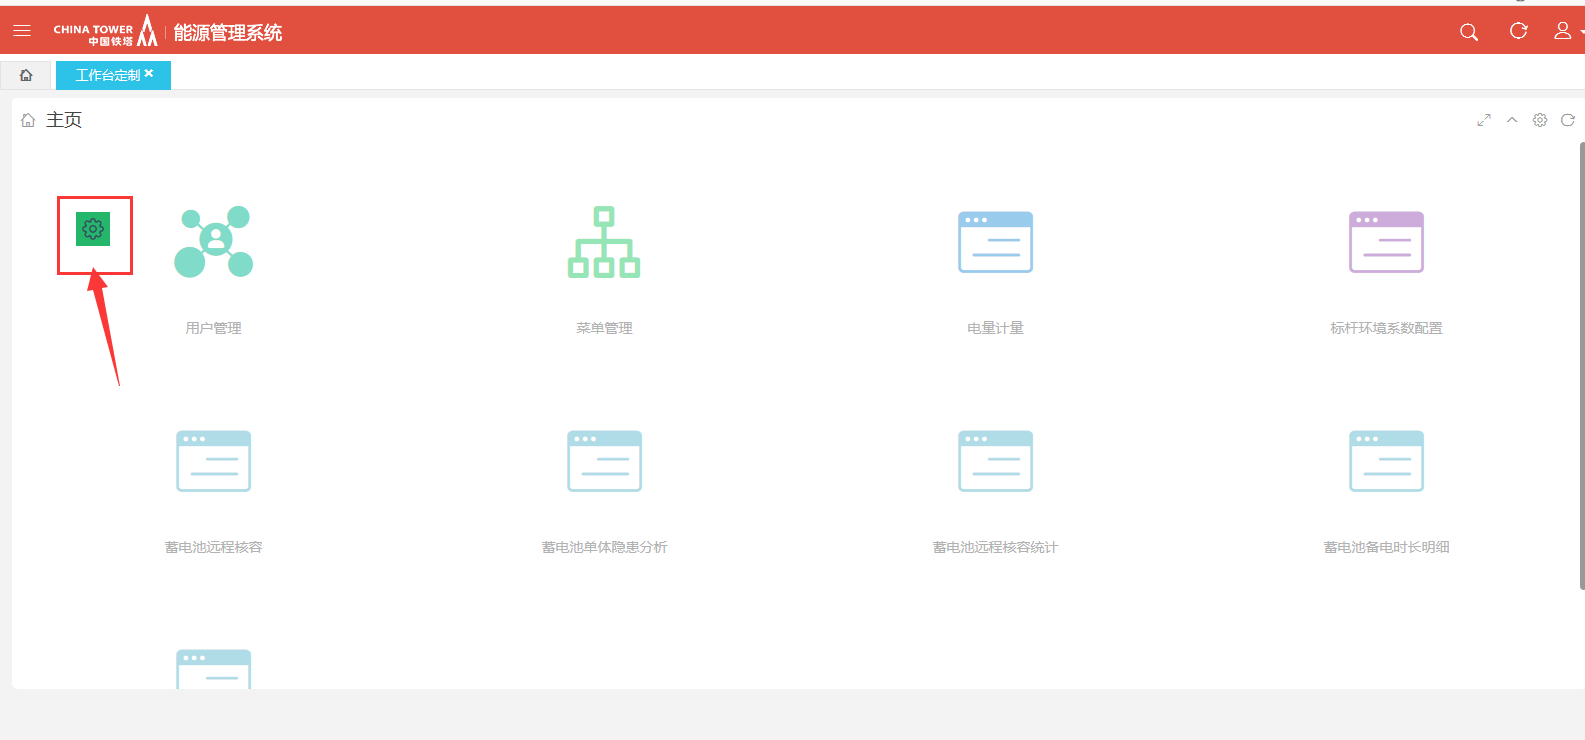 CHINA TOWER
中国铁塔
能源管理系统
工作台定制
主页
用户管理
菜单管理
电量计量
标杆环境系数配置
蓄电池远程核容
蓄电池单体隐患分析
蓄电池远程核容统计
蓄电池备电时长明细